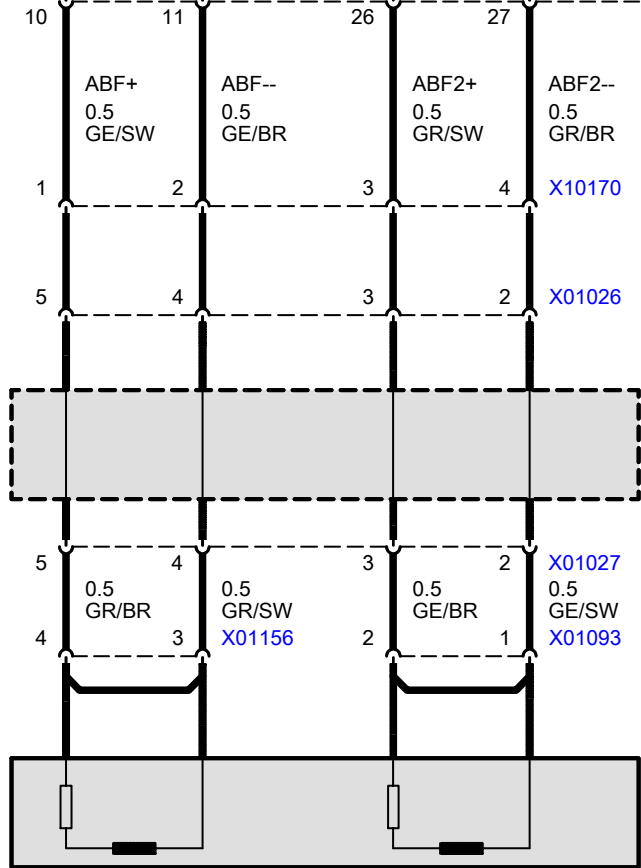 10 11 26 27
ABF+ ABF-- ABF2+ ABF2--
0.5 0.5 0.5 0.5
GE/SW GE/BR GR/SW GR/BR
1 2 3 4 X10170
5 4 3 2 X01026
5 4 3 2 X01027
0.5 0.5 0.5 0.5
GR/BR GR/SW GE/BR GE/SW
4 3 X01156 2 1 X01093